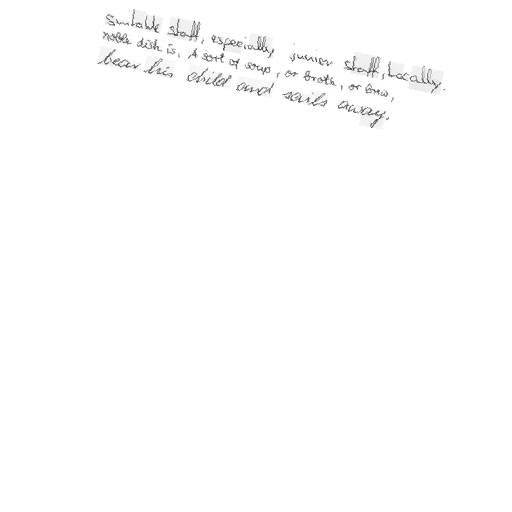 Suitable staff, especially junior staff, locally.
noble dish is. A sort of soup, or broth, or brew,
bear his child and sails away.